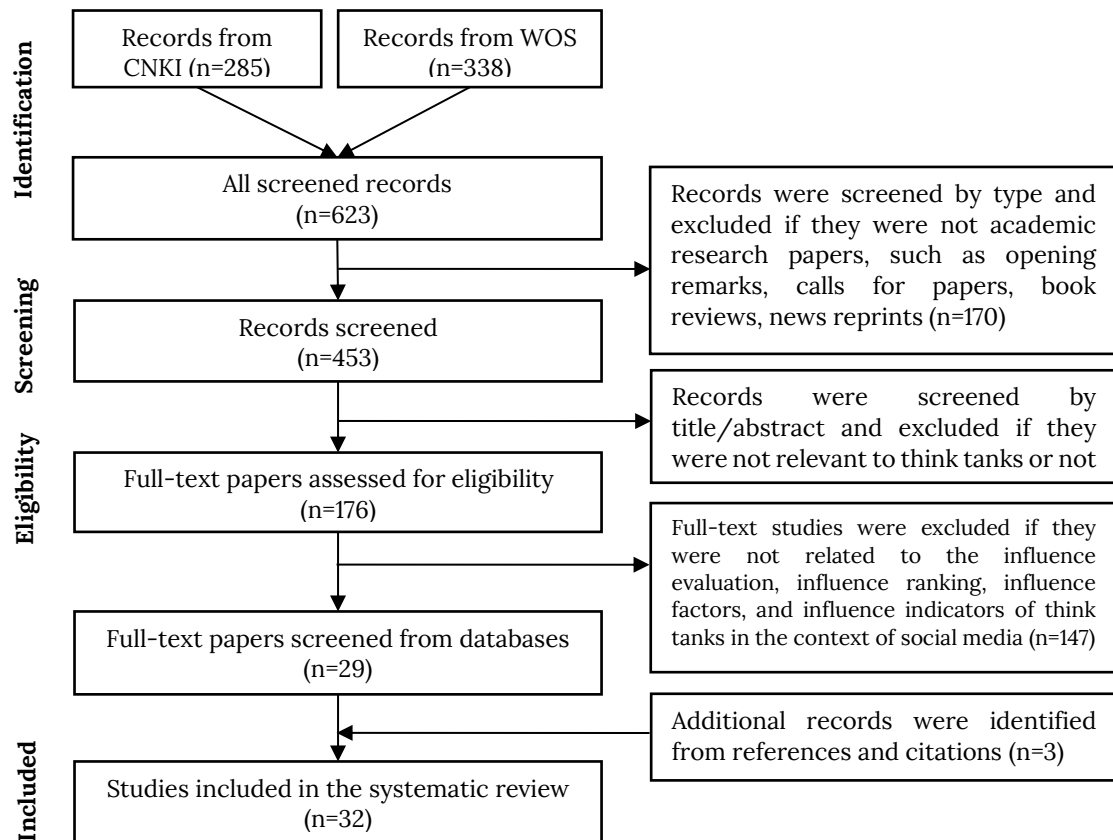 Records from
CNKI (n=285)
Records from WOS
(n=338)
Identification
All screened records
(n=623)
Records were screened by type and
excluded if they were not academic
research papers, such as opening
remarks, calls for papers, book
reviews, news reprints (n=170)
Screening
Records screened
(n=453)
Records were screened by
title/abstract and excluded if they
were not relevant to think tanks or not
Eligibility
Full-text papers assessed for eligibility
(n=176)
Full-text studies were excluded if they
were not related to the influence
evaluation, influence ranking, influence
factors, and influence indicators of think
tanks in the context of social media (n=147)
Full-text papers screened from databases
(n=29)
Additional records were identified
from references and citations (n=3)
Included
Studies included in the systematic review
(n=32)